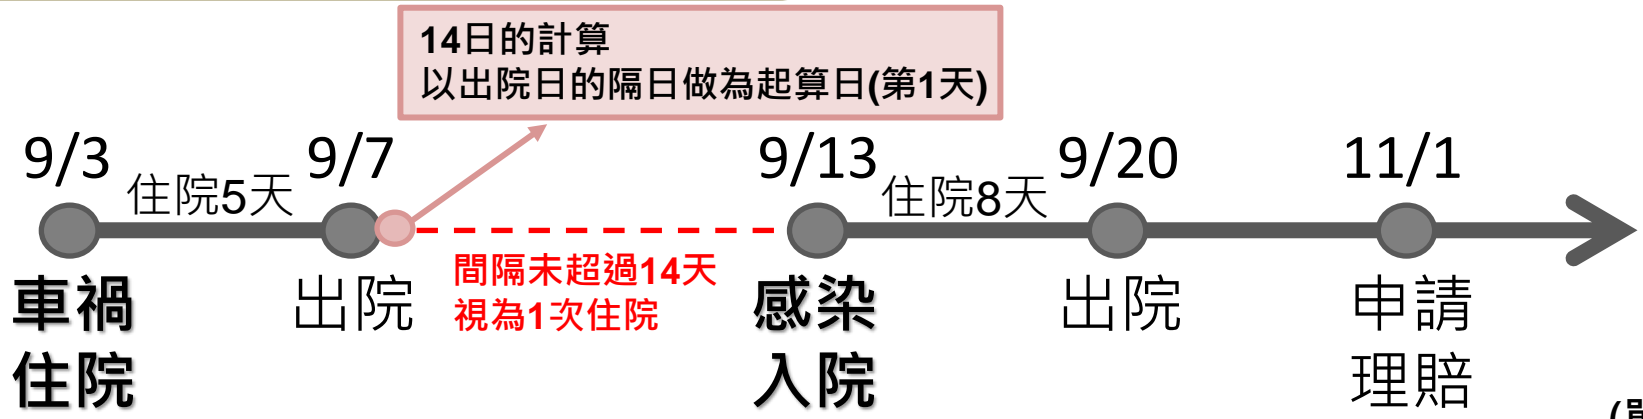 14日的計算
以出院日的隔日做為起算日(第1天)
9/3
住院5天
9/7
9/13
住院8天
9/20
11/1
間隔未超過14天
視為1次住院
車禍
住院
出院
感染
入院
出院
申請
理賠